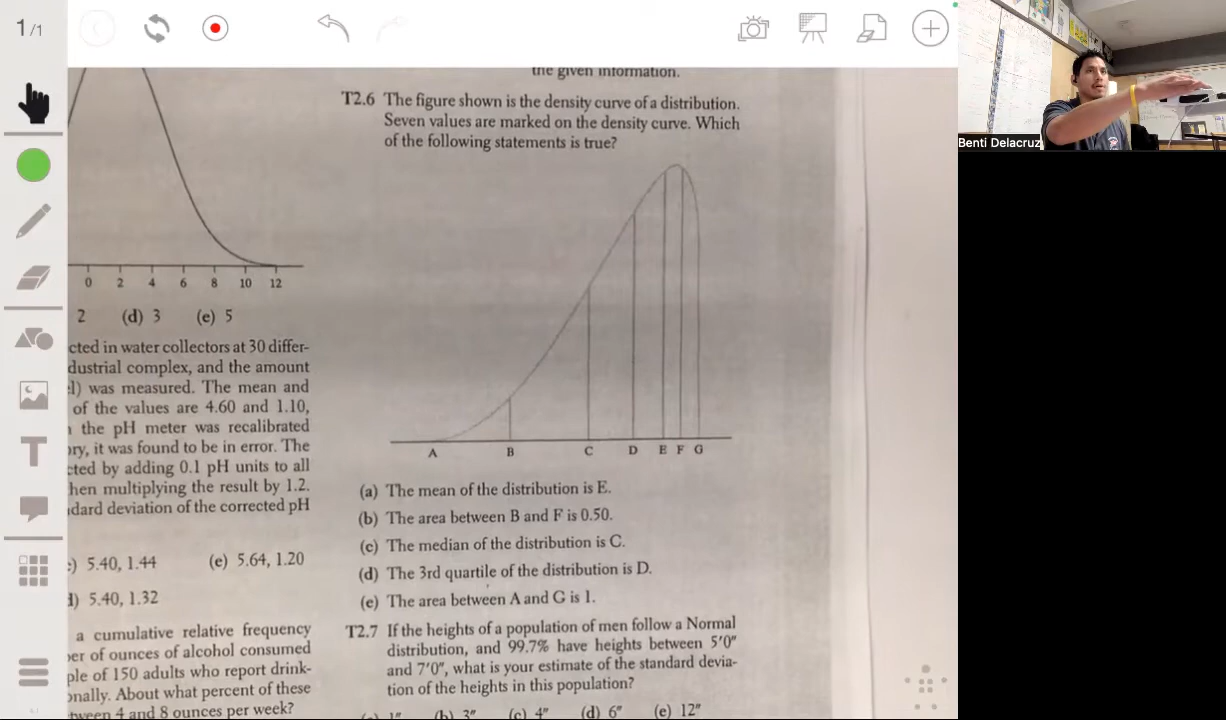 1/1
the given information.
T2.6 The figure shown is the density curve of a distribution.
Seven values are marked on the density curve. Which
of the following statements is true?
A B C D E F G
(a) The mean of the distribution is E.
(b) The area between B and F is 0.50.
(c) The median of the distribution is C.
(d) The 3rd quartile of the distribution is D.
(e) The area between A and G is 1.
T2.7 If the heights of a population of men follow a Normal
distribution, and 99.7% have heights between 5′0″
and 7′0″, what is your estimate of the standard devia-
tion of the heights in this population?
1″ (b) 3″ (c) 4″ (d) 6″ (e) 12″
0 2 4 6 8 10 12
2 (d) 3 (e) 5
cted in water collectors at 30 differ-
dustrial complex, and the amount
l) was measured. The mean and
of the values are 4.60 and 1.10,
the pH meter was recalibrated
ry, it was found to be in error. The
cted by adding 0.1 pH units to all
hen multiplying the result by 1.2.
dard deviation of the corrected pH
) 5.40, 1.44 (e) 5.64, 1.20
) 5.40, 1.32
a cumulative relative frequency
er of ounces of alcohol consumed
ple of 150 adults who report drink-
onally. About what percent of these
tween 4 and 8 ounces per week?
T
Benti Delacruz